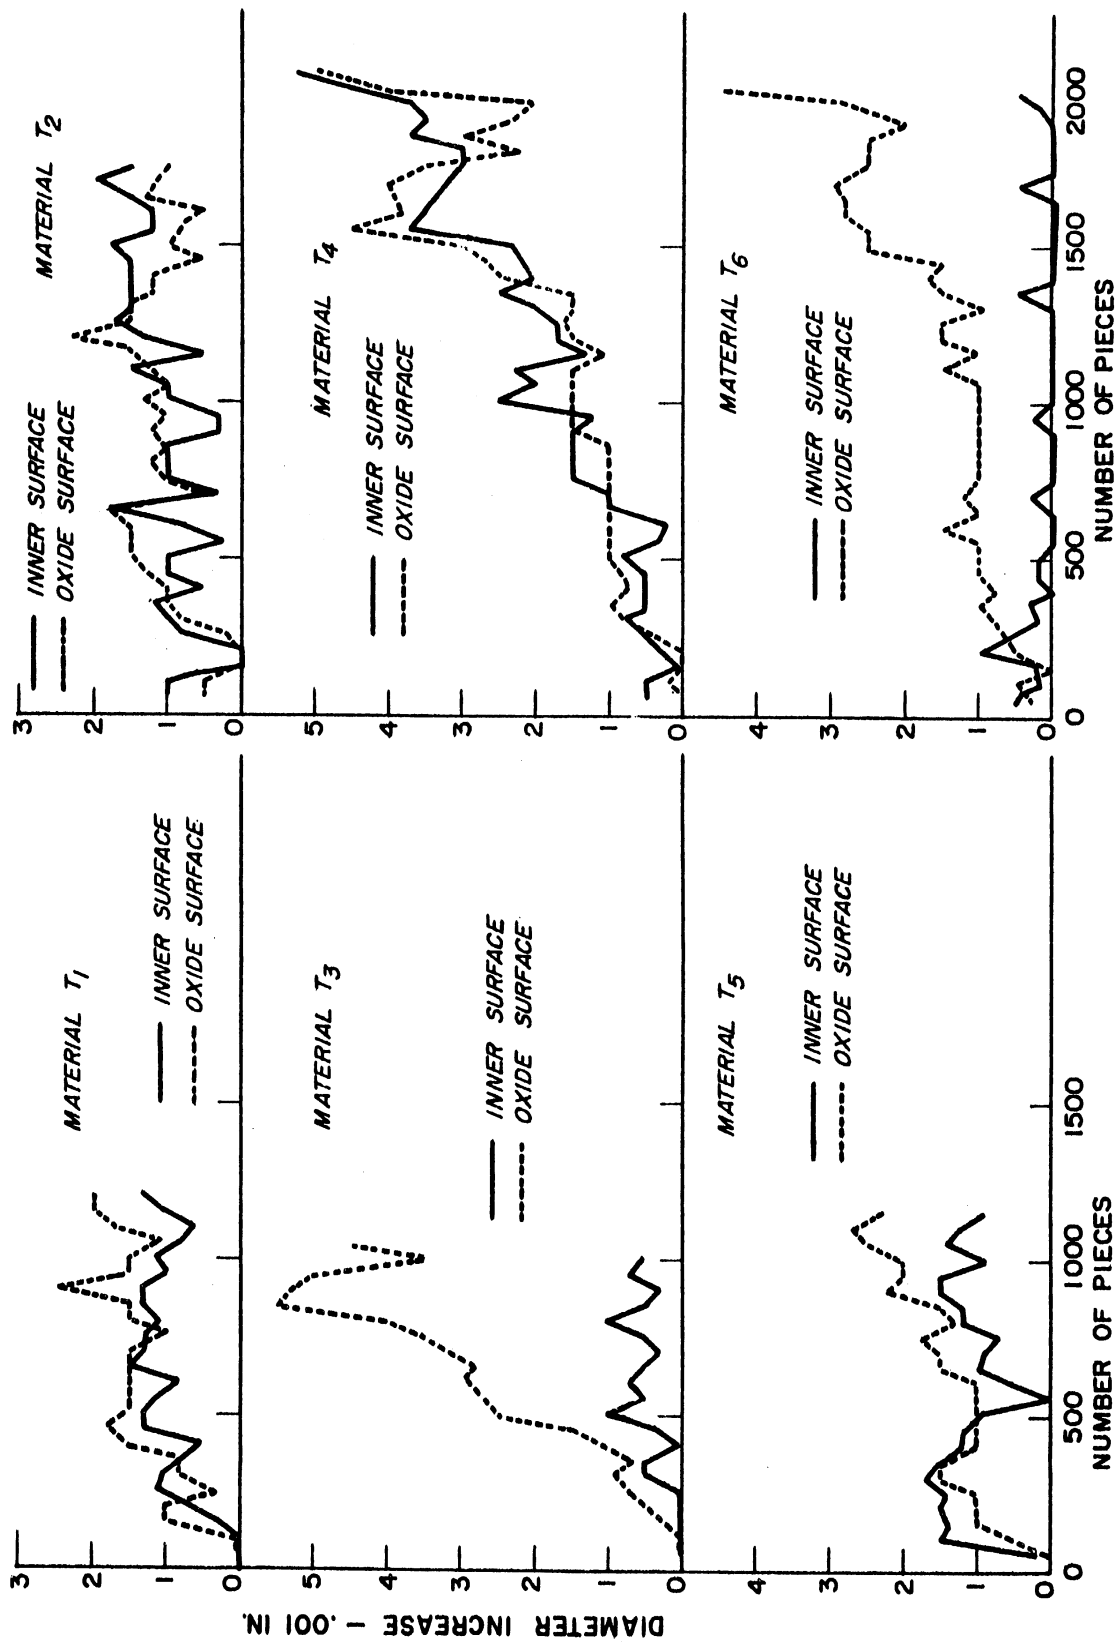 DIAMETER INCREASE - .001 IN.
3
2
1
0
MATERIAL T1
INNER SURFACE
OXIDE SURFACE
3
2
1
0
INNER SURFACE
OXIDE SURFACE
MATERIAL T2
5
4
3
2
1
0
MATERIAL T3
INNER SURFACE
OXIDE SURFACE
5
4
3
2
1
0
MATERIAL T4
INNER SURFACE
OXIDE SURFACE
4
3
2
1
0
MATERIAL T5
INNER SURFACE
OXIDE SURFACE
0 500 1000 1500
NUMBER OF PIECES
4
3
2
1
0
MATERIAL T6
INNER SURFACE
OXIDE SURFACE
0 500 1000 1500 2000
NUMBER OF PIECES